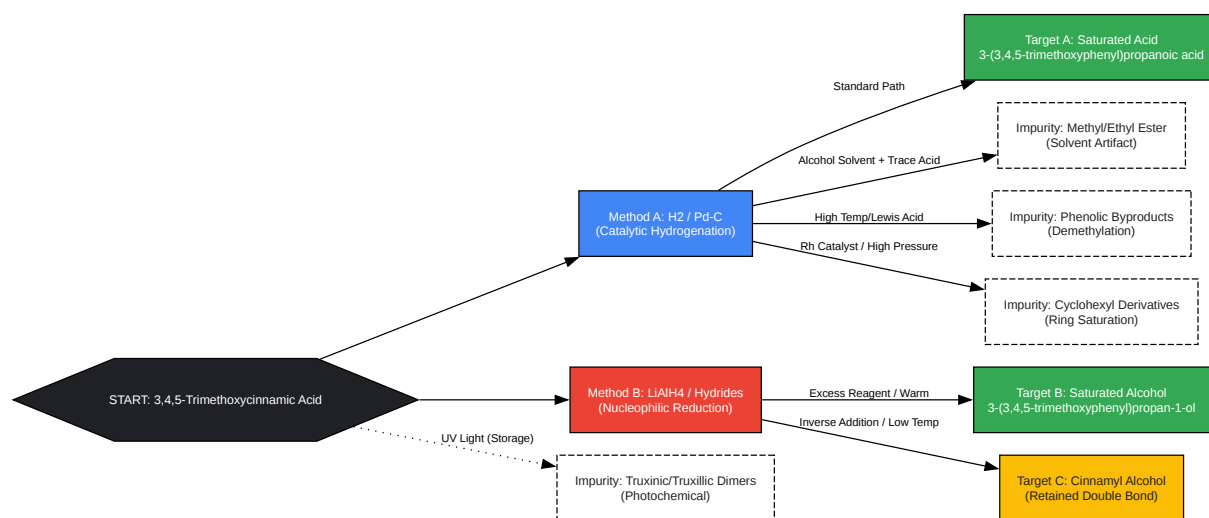 Target A: Saturated Acid
3-(3,4,5-trimethoxyphenyl)propanoic acid
Standard Path
Impurity: Methyl/Ethyl Ester
(Solvent Artifact)
Alcohol Solvent + Trace Acid
Method A: H2 / Pd-C
(Catalytic Hydrogenation)
High Temp/Lewis Acid
Impurity: Phenolic Byproducts
(Demethylation)
Rh Catalyst / High Pressure
Impurity: Cyclohexyl Derivatives
(Ring Saturation)
START: 3,4,5-Trimethoxycinnamic Acid
Method B: LiAlH4 / Hydrides
(Nucleophilic Reduction)
Excess Reagent / Warm
Target B: Saturated Alcohol
3-(3,4,5-trimethoxyphenyl)propan-1-ol
Inverse Addition / Low Temp
UV Light (Storage)
Impurity: Truxinic/Truxillic Dimers
(Photochemical)
Target C: Cinnamyl Alcohol
(Retained Double Bond)